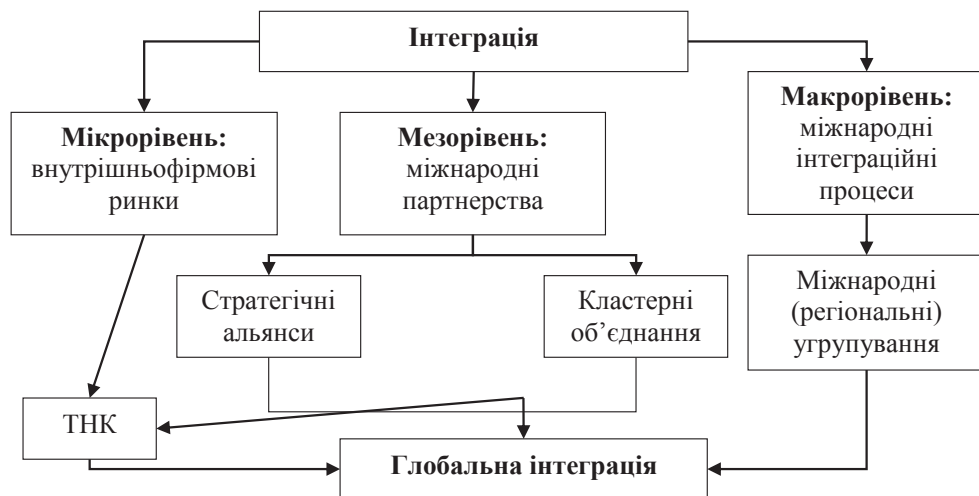 Інтеграція
Мікрорівень:
внутрішньофірмові
ринки
Мезорівень:
міжнародні
партнерства
Макрорівень:
міжнародні
інтеграційні
процеси
Стратегічні
альянси
Кластерні
об’єднання
Міжнародні
(регіональні)
угрупування
ТНК
Глобальна інтеграція